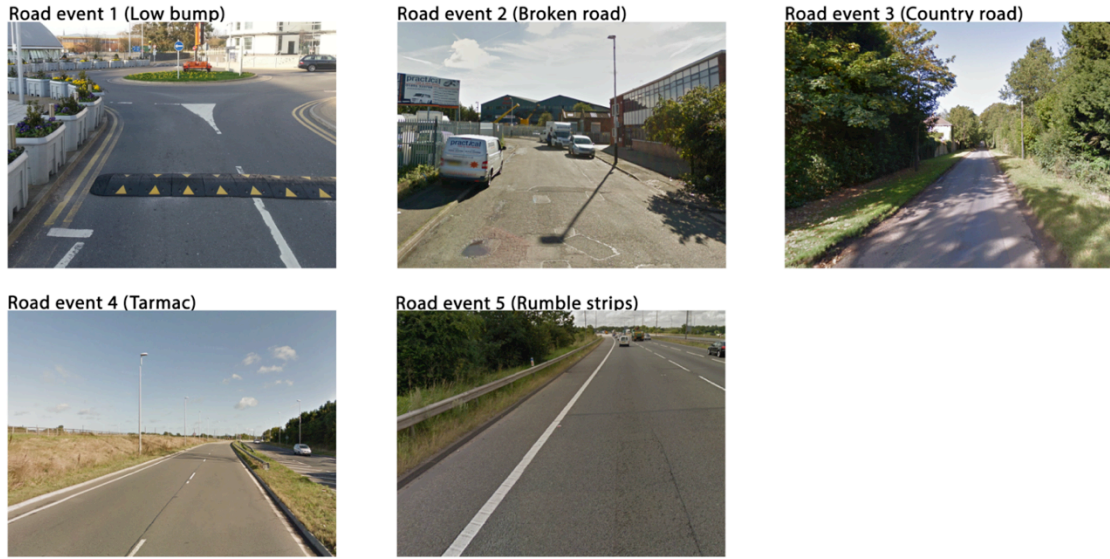 Road event 1 (Low bump)
Road event 2 (Broken road)
Road event 3 (Country road)
practical
practical
Road event 4 (Tarmac)
Road event 5 (Rumble strips)